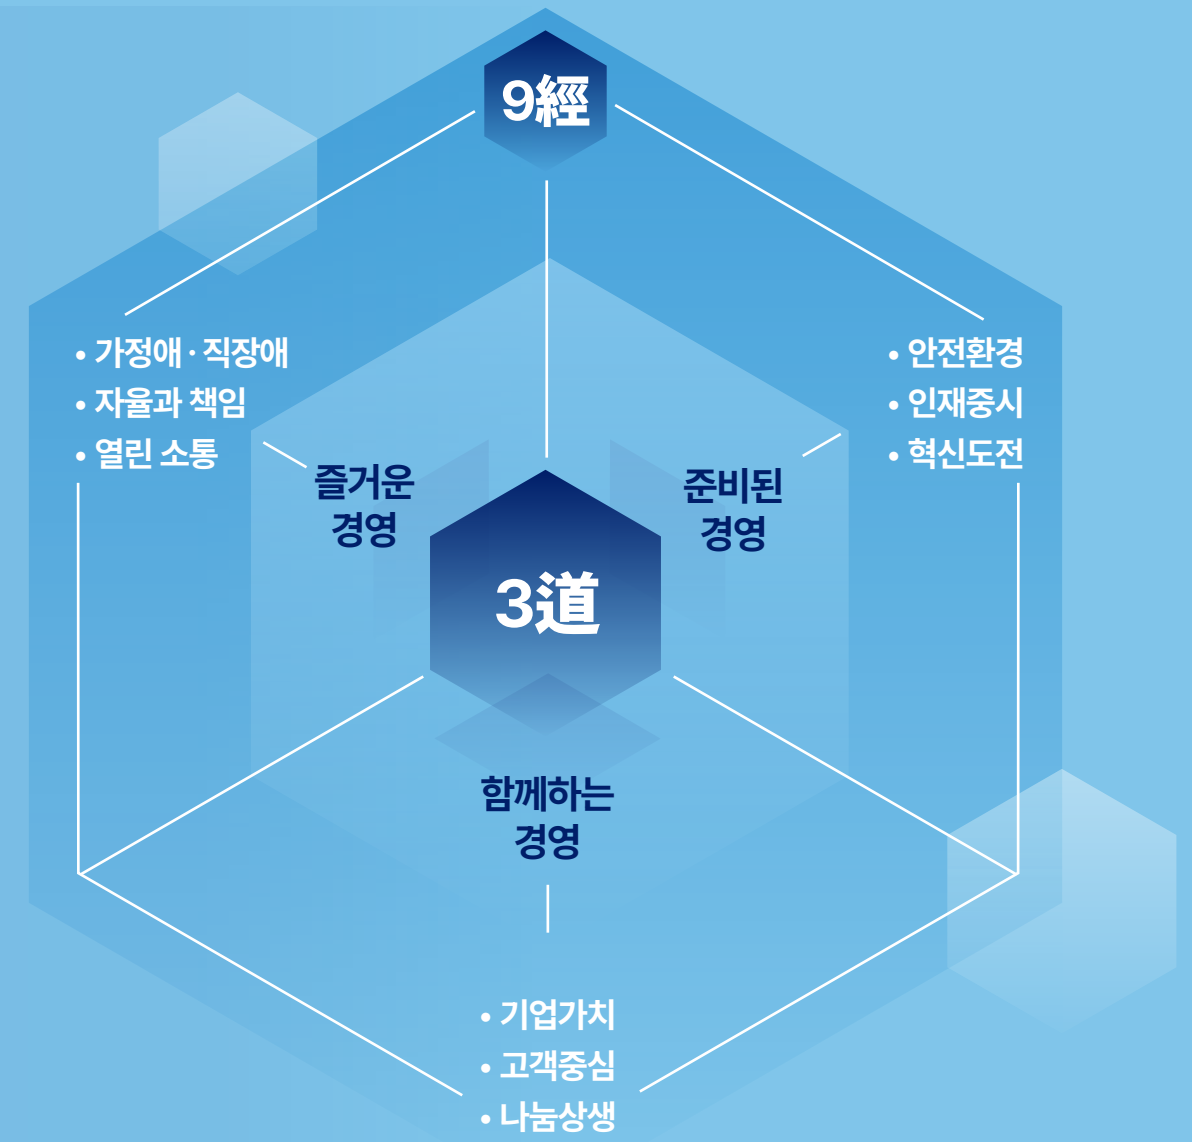 9經
• 가정애 · 직장애
• 자율과 책임
• 열린 소통
• 안전환경
• 인재중시
• 혁신도전
즐거운
경영
준비된
경영
3道
함께하는
경영
• 기업가치
• 고객중심
• 나눔상생